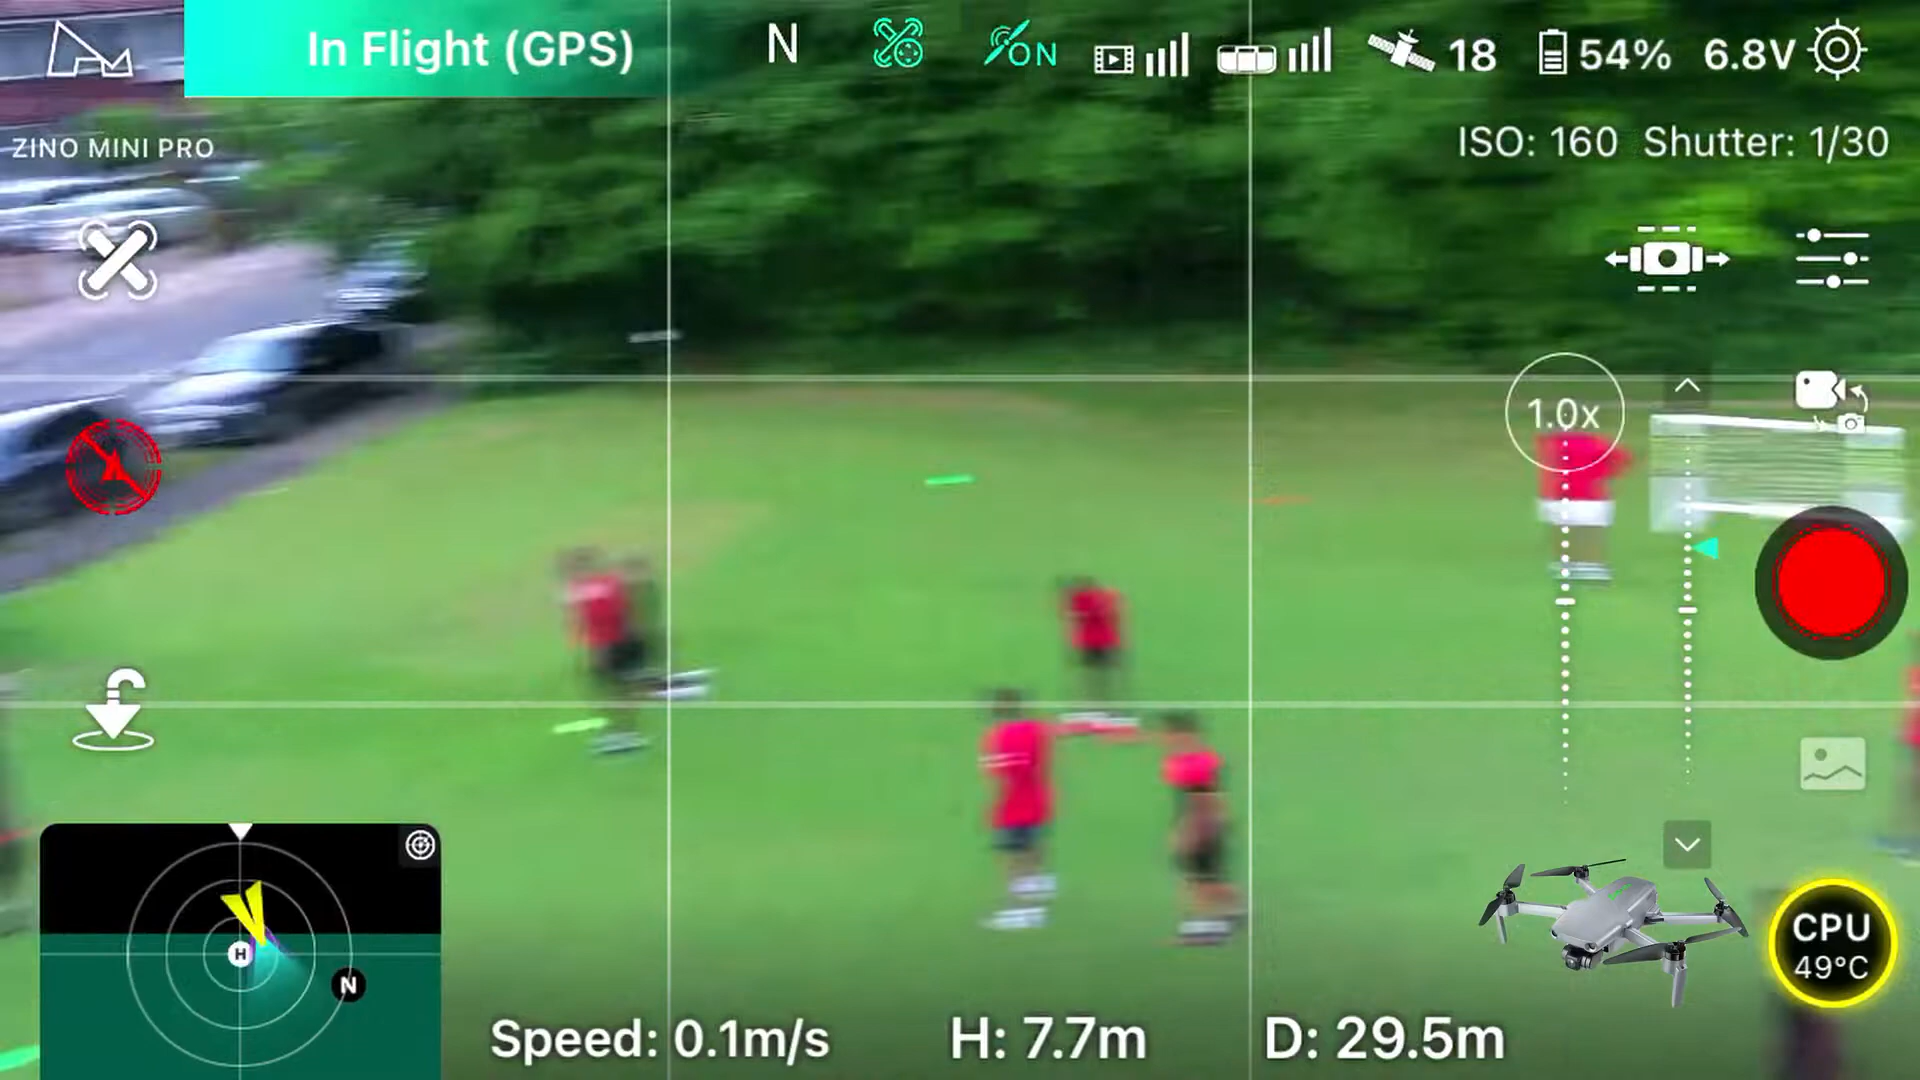 In Flight (GPS)
N
ON
18
54%
6.8V
ZINO MINI PRO
ISO: 160 Shutter: 1/30
1.0x
H
N
CPU
49°C
Speed: 0.1m/s
H: 7.7m
D: 29.5m